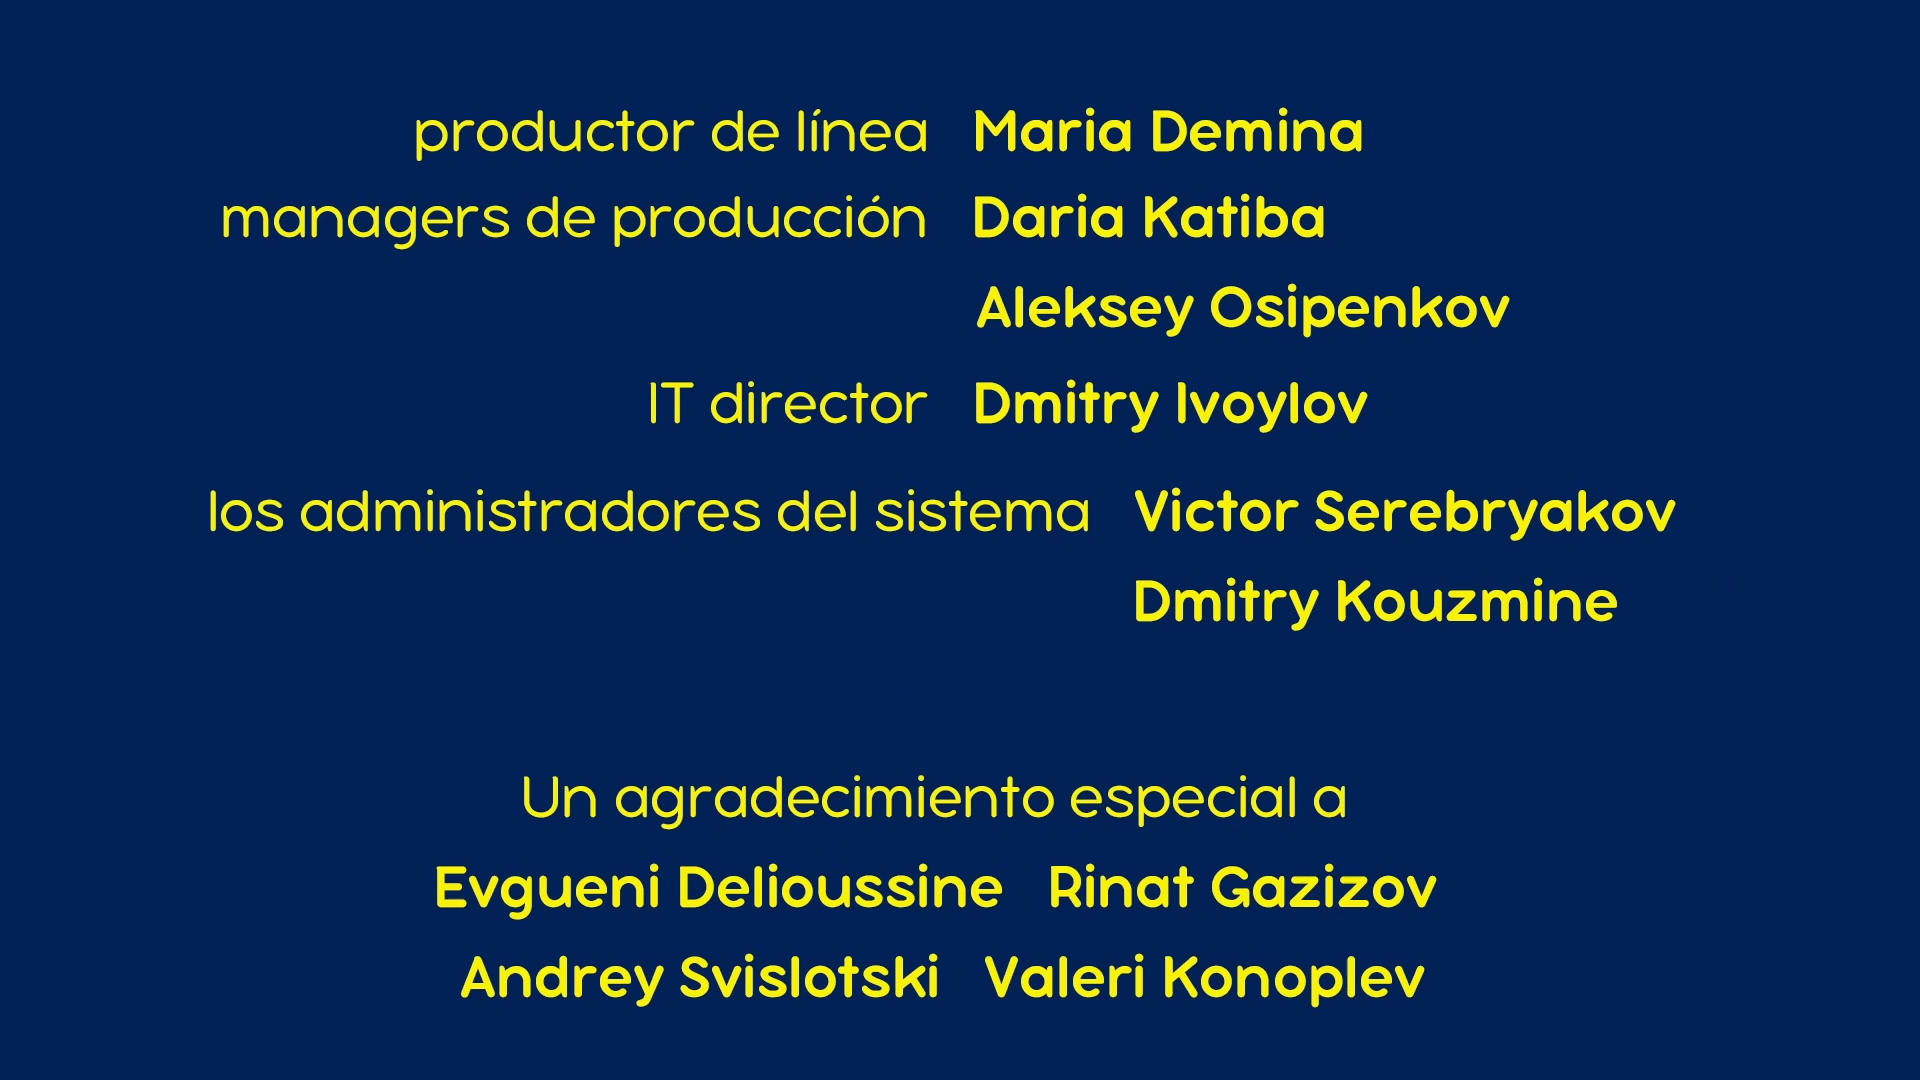 productor de línea Maria Demina
managers de producción Daria Katiba
Aleksey Osipenkov
IT director Dmitry Ivoylov
los administradores del sistema Victor Serebryakov
Dmitry Kouzmine
Un agradecimiento especial a
Evgueni Delioussine Rinat Gazizov
Andrey Svislotski Valeri Konoplev